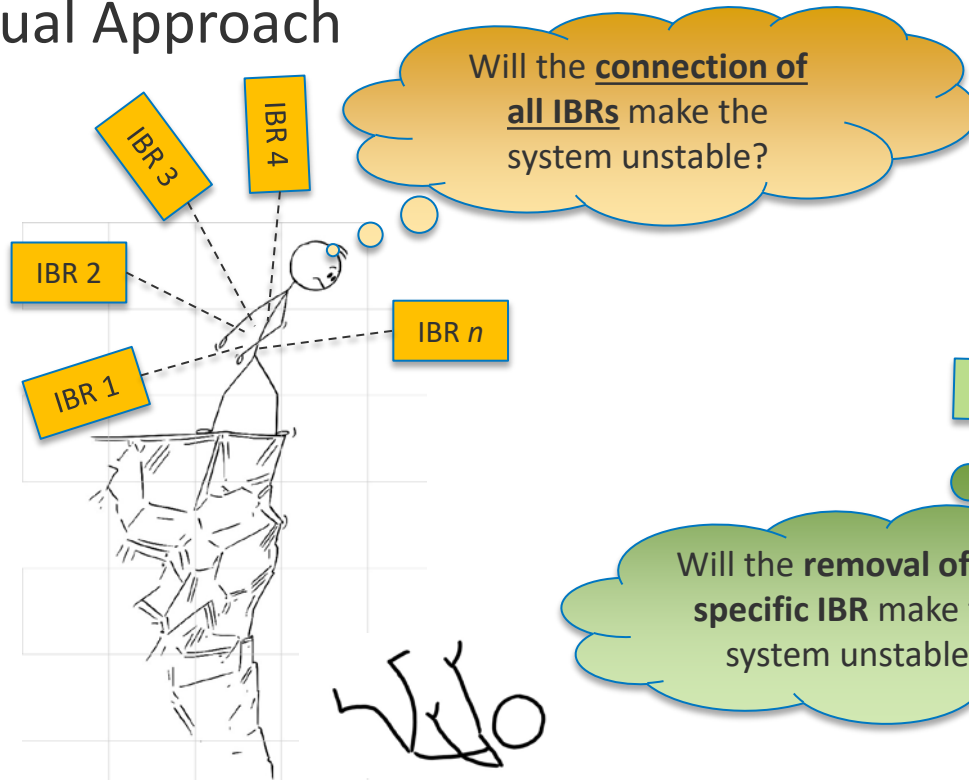 ual Approach
Will the connection of
all IBRs make the
system unstable?
IBR 4
IBR 3
IBR 2
IBR n
IBR 1
Will the removal of
specific IBR make
system unstable